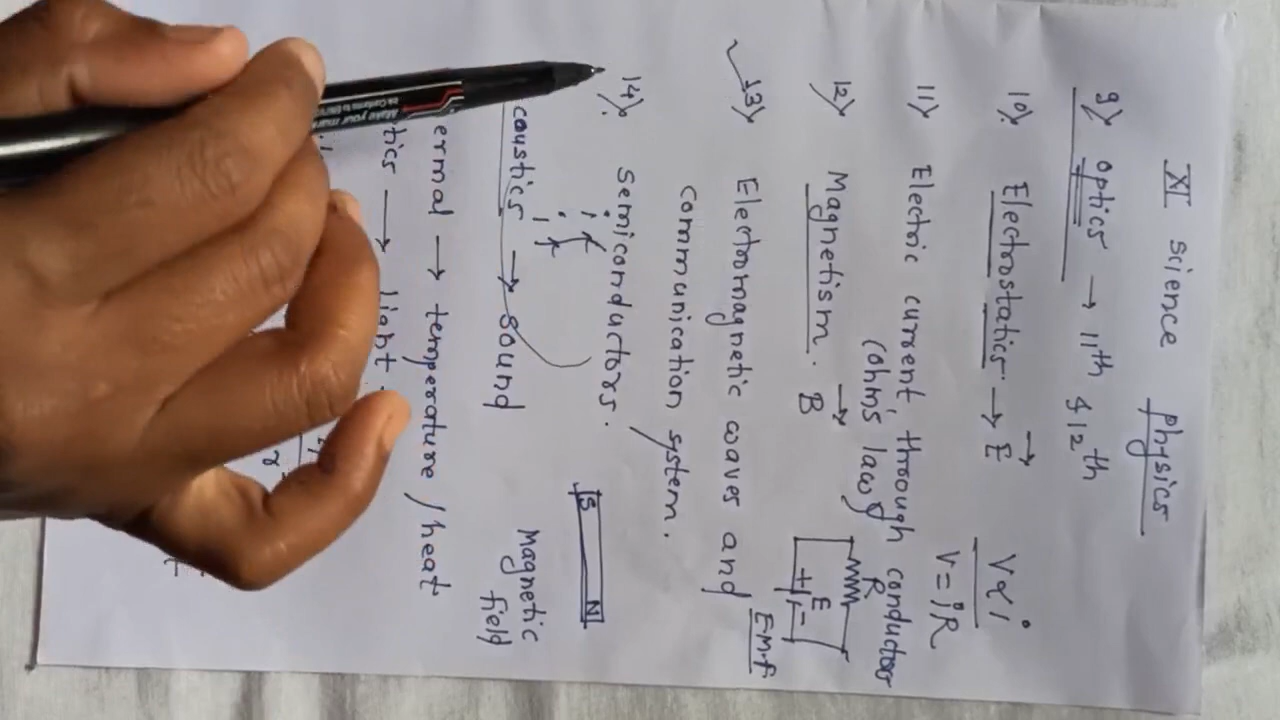 XI science physics
9) optics → 11th & 12th
10) Electrostatics → E
V ∝ i
11) Electric current through conductor
(ohm's law)
V = iR
R
E
+ -
12) Magnetism. B
13) Electromagnetic waves and
EMF
communication system.
14) semiconductors.
S N
Magnetic
field
coustics → sound
ermal → temperature / heat
tics → light